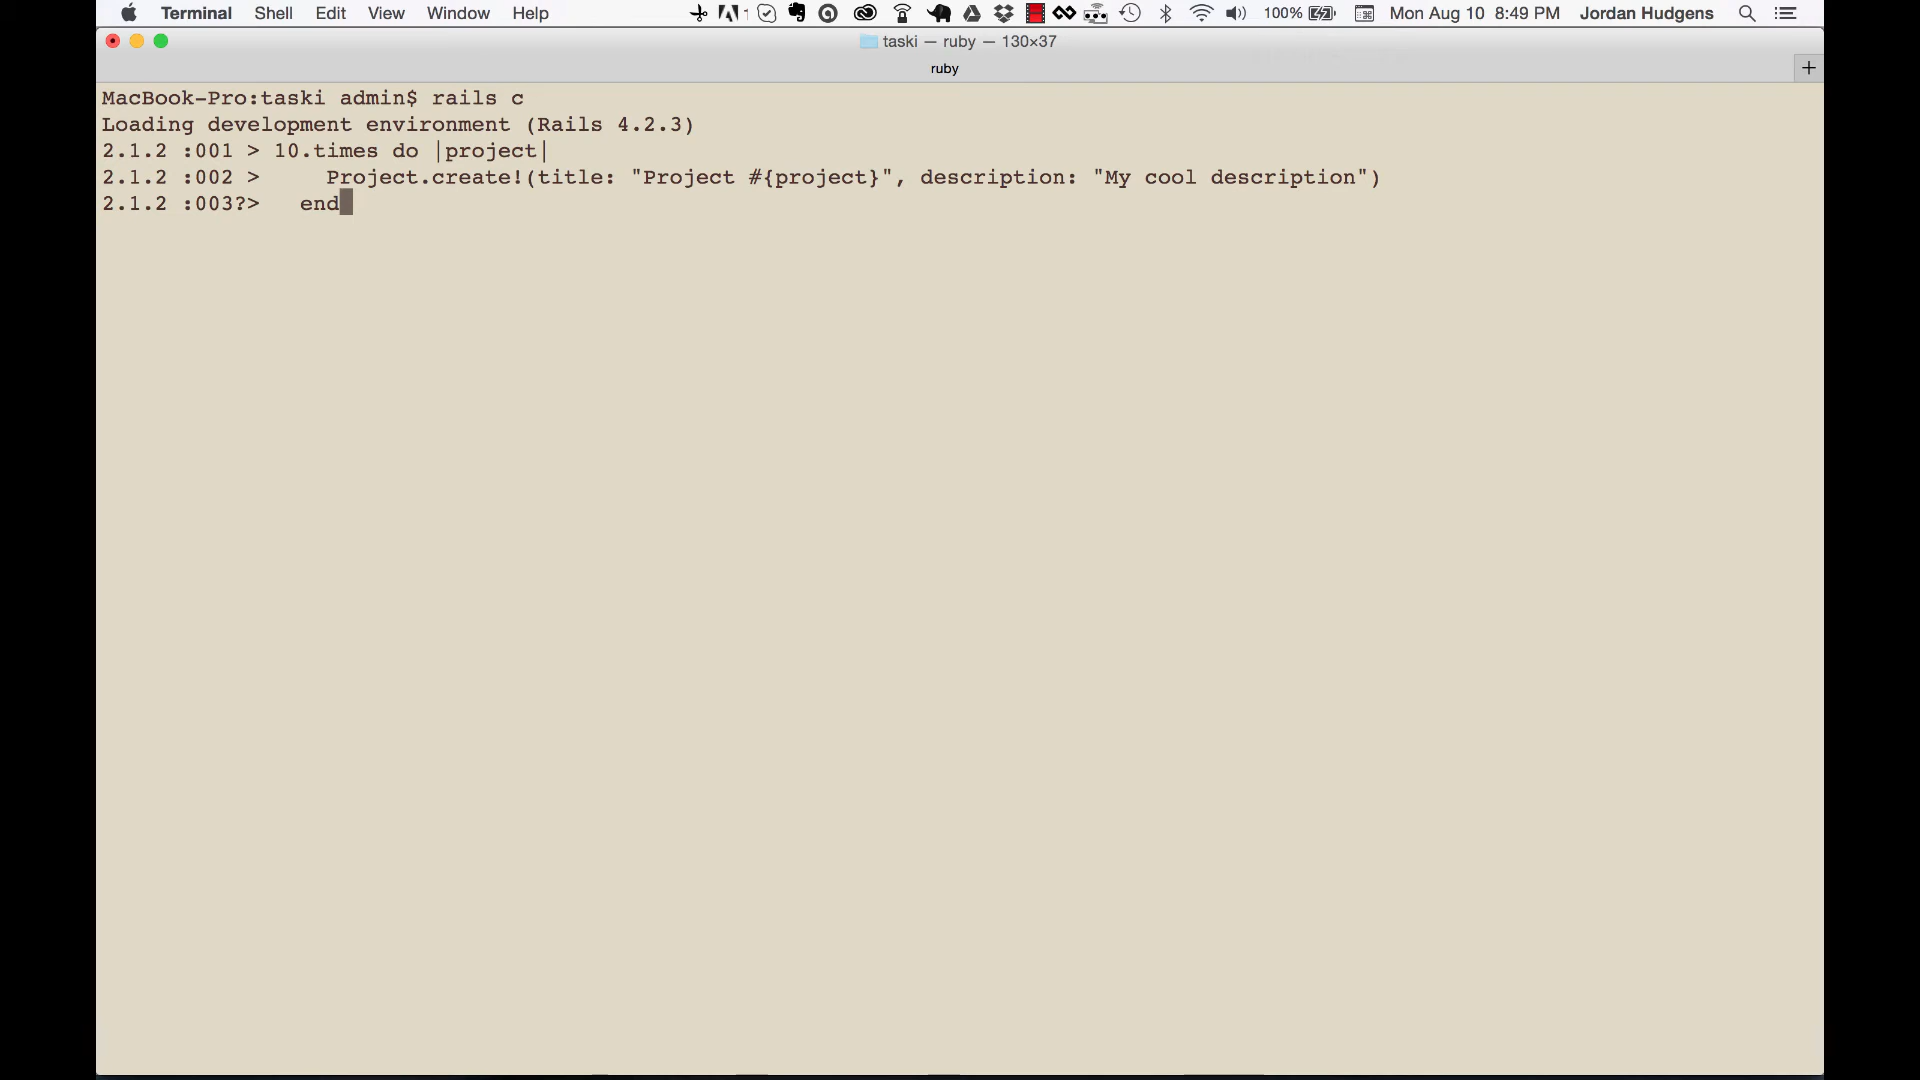 Terminal Shell Edit View Window Help 1 100% Mon Aug 10 8:49 PM Jordan Hudgens
taski — ruby — 130×37
ruby
MacBook-Pro:taski admin$ rails c
Loading development environment (Rails 4.2.3)
2.1.2 :001 > 10.times do |project|
2.1.2 :002 >     Project.create!(title: "Project #{project}", description: "My cool description")
2.1.2 :003?>   end